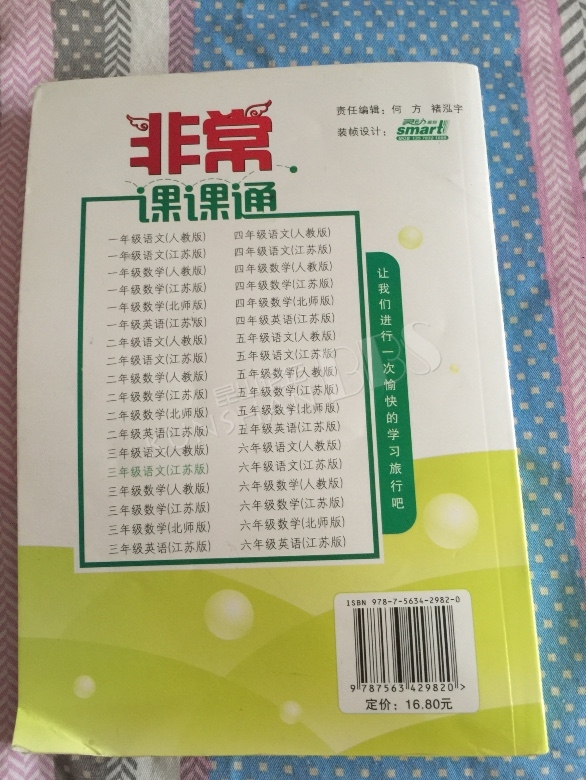 责任编辑：何 方 褚泓宇
装帧设计：灵动
smart
非常
课课通
一年级语文(人教版)
一年级语文(江苏版)
一年级数学(人教版)
一年级数学(江苏版)
一年级数学(北师版)
一年级英语(江苏版)
二年级语文(人教版)
二年级语文(江苏版)
二年级数学(人教版)
二年级数学(江苏版)
二年级数学(北师版)
二年级英语(江苏版)
三年级语文(人教版)
三年级语文(江苏版)
三年级数学(人教版)
三年级数学(江苏版)
三年级数学(北师版)
三年级英语(江苏版)
四年级语文(人教版)
四年级语文(江苏版)
四年级数学(人教版)
四年级数学(江苏版)
四年级数学(北师版)
四年级英语(江苏版)
五年级语文(人教版)
五年级语文(江苏版)
五年级数学(人教版)
五年级数学(江苏版)
五年级数学(北师版)
五年级英语(江苏版)
六年级语文(人教版)
六年级语文(江苏版)
六年级数学(人教版)
六年级数学(江苏版)
六年级数学(北师版)
六年级英语(江苏版)
让我们进行一次愉快的学习旅行吧
ISBN 978-7-5634-2982-0
9 787563 429820 >
定价：16.80元